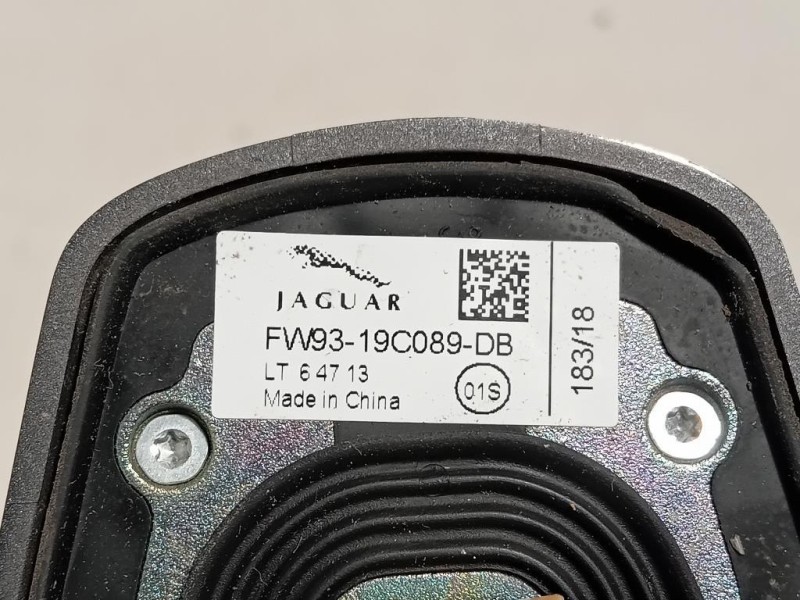 JAGUAR
FW93-19C089-DB
LT 6 47 13
Made in China
01S
183/18